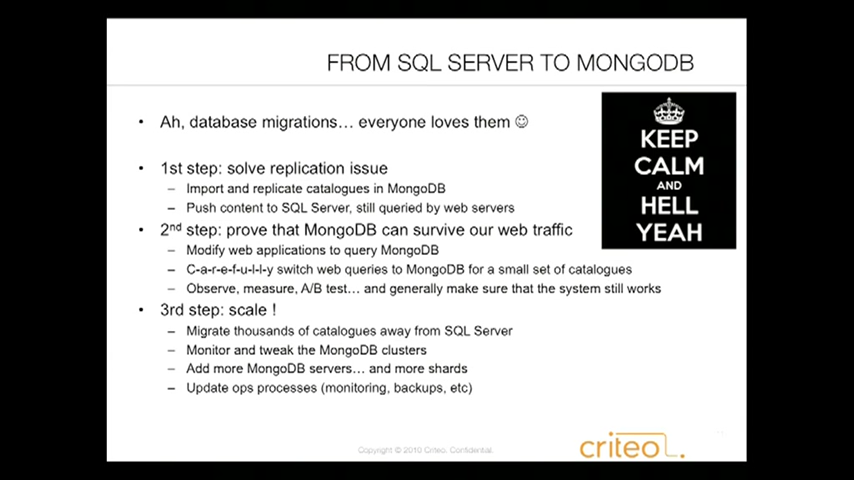 FROM SQL SERVER TO MONGODB
• Ah, database migrations… everyone loves them ☺
KEEP
CALM
AND
HELL
YEAH
• 1st step: solve replication issue
– Import and replicate catalogues in MongoDB
– Push content to SQL Server, still queried by web servers
• 2nd step: prove that MongoDB can survive our web traffic
– Modify web applications to query MongoDB
– C-a-r-e-f-u-l-l-y switch web queries to MongoDB for a small set of catalogues
– Observe, measure, A/B test… and generally make sure that the system still works
• 3rd step: scale !
– Migrate thousands of catalogues away from SQL Server
– Monitor and tweak the MongoDB clusters
– Add more MongoDB servers… and more shards
– Update ops processes (monitoring, backups, etc)
Copyright © 2010 Criteo. Confidential.
criteo